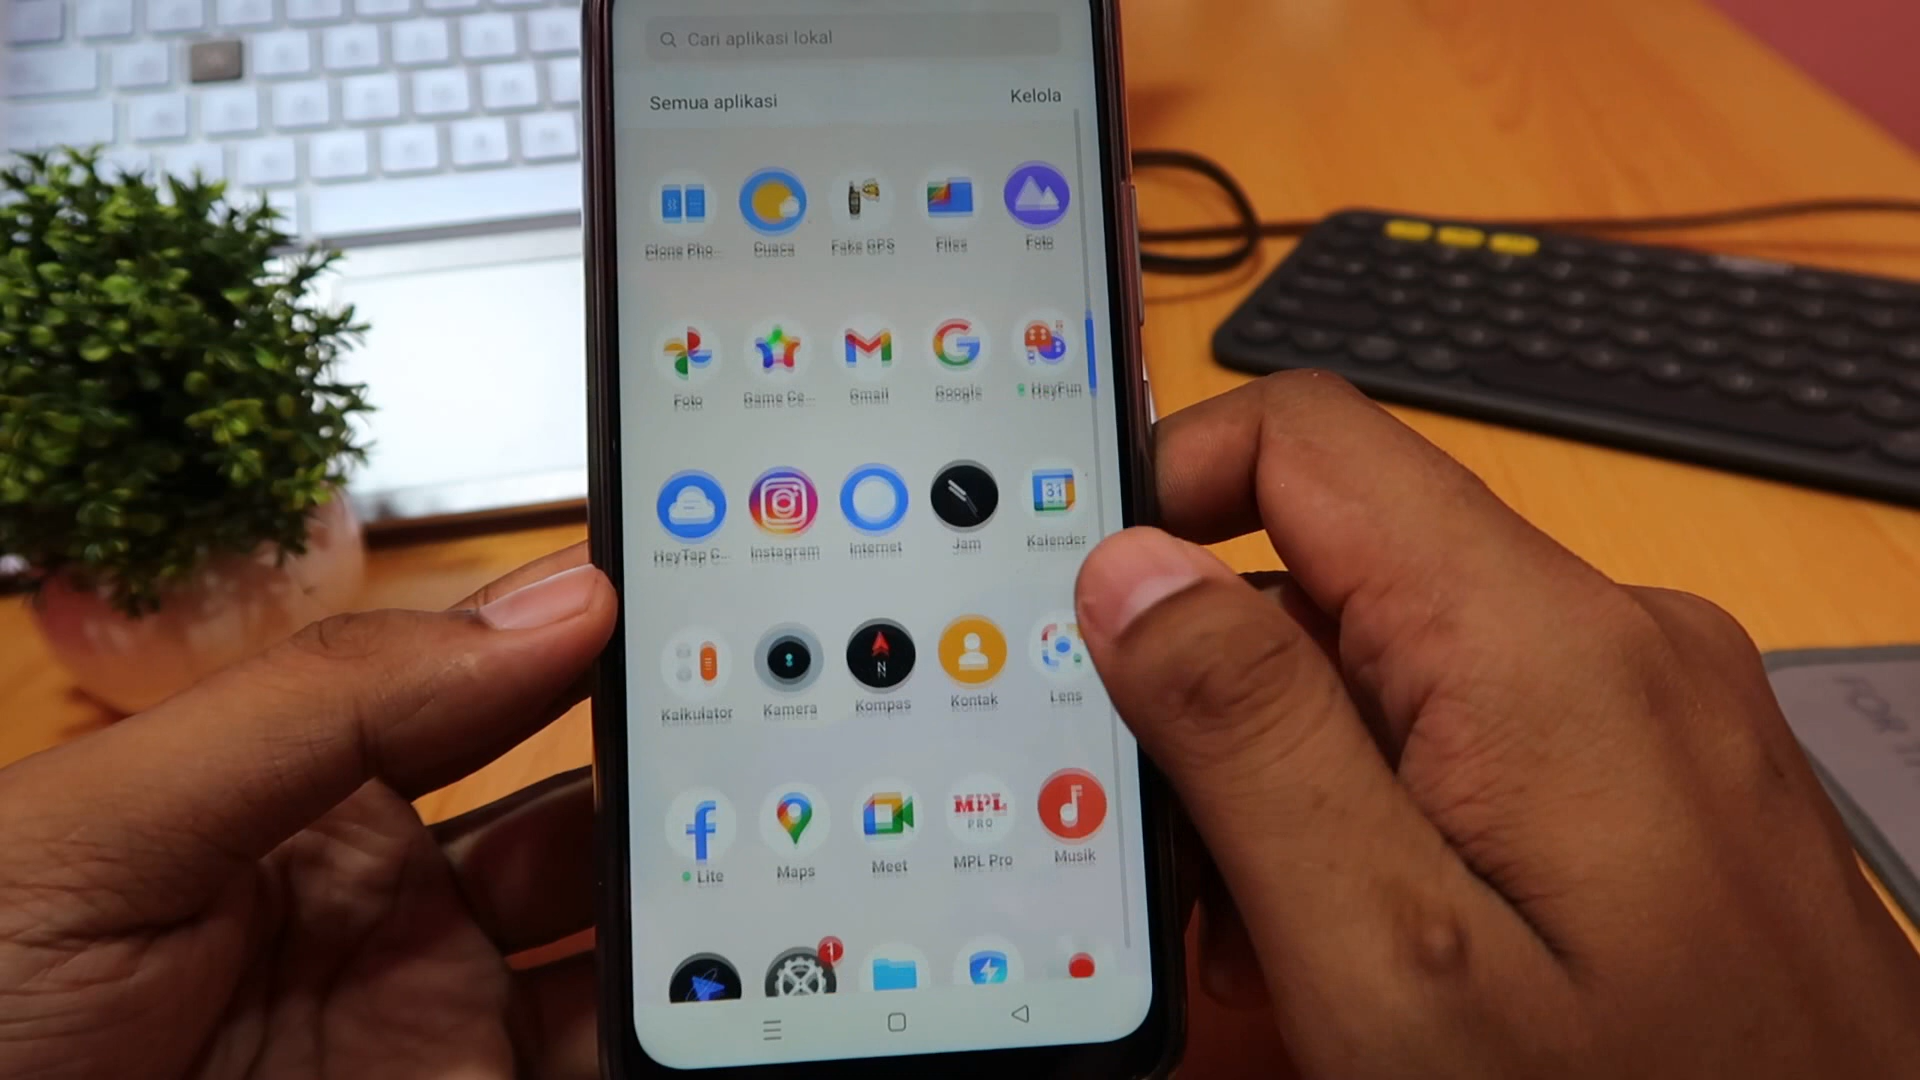 Cari aplikasi lokal
Semua aplikasi
Kelola
Clone Pho...
Cuaca
Fake GPS
Files
Foto
Foto
Game Ce...
Gmail
Google
HeyFun
HeyTap C...
Instagram
Internet
Jam
31
Kalender
Kalkulator
Kamera
N
Kompas
Kontak
Lens
Lite
Maps
Meet
MPL
PRO
MPL Pro
Musik
1
FOR